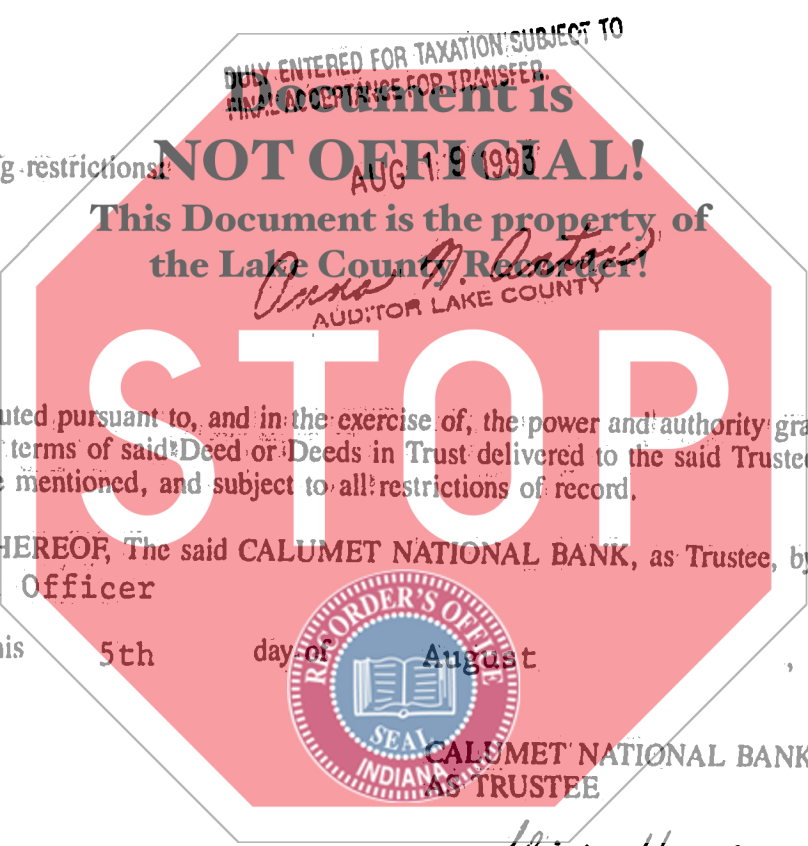 DULY ENTERED FOR TAXATION SUBJECT TO
FINAL ACCEPTANCE FOR TRANSFER.
Document is
NOT OFFICIAL!
g restrictions:
AUG 19 1993
This Document is the property of
the Lake County Recorder!
Anna N.
AUDITOR LAKE COUNTY
STOP
uted pursuant to, and in the exercise of, the power and authority gra
terms of said Deed or Deeds in Trust delivered to the said Trustee
e mentioned, and subject to all restrictions of record.
HEREOF, The said CALUMET NATIONAL BANK, as Trustee, by
Officer
his 5th day of August ,
RECORDER'S OFFICE
SEAL
INDIANA
CALUMET NATIONAL BANK
AS TRUSTEE